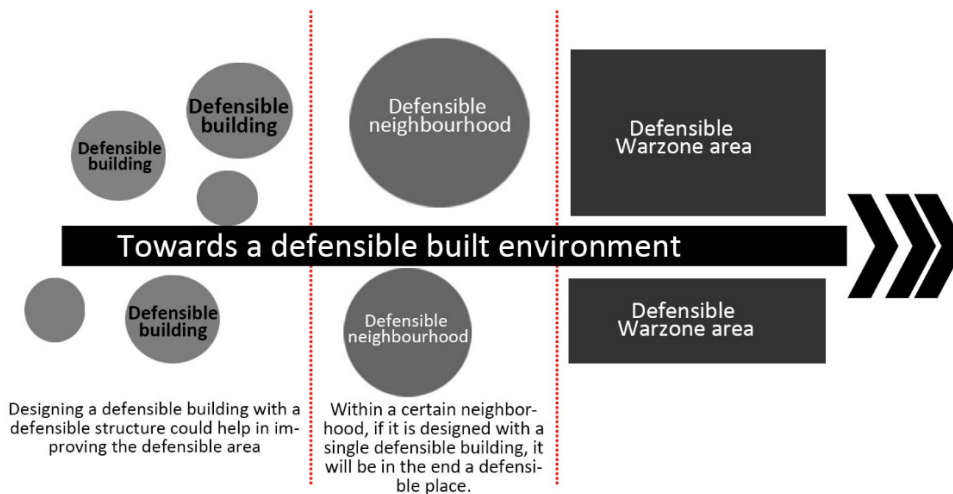 Defensible
building
Defensible
building
Defensible
neighbourhood
Defensible
Warzone area
Towards a defensible built environment
Defensible
building
Defensible
neighbourhood
Defensible
Warzone area
Designing a defensible building with a
defensible structure could help in im-
proving the defensible area
Within a certain neighbor-
hood, if it is designed with a
single defensible building, it
will be in the end a defensi-
ble place.